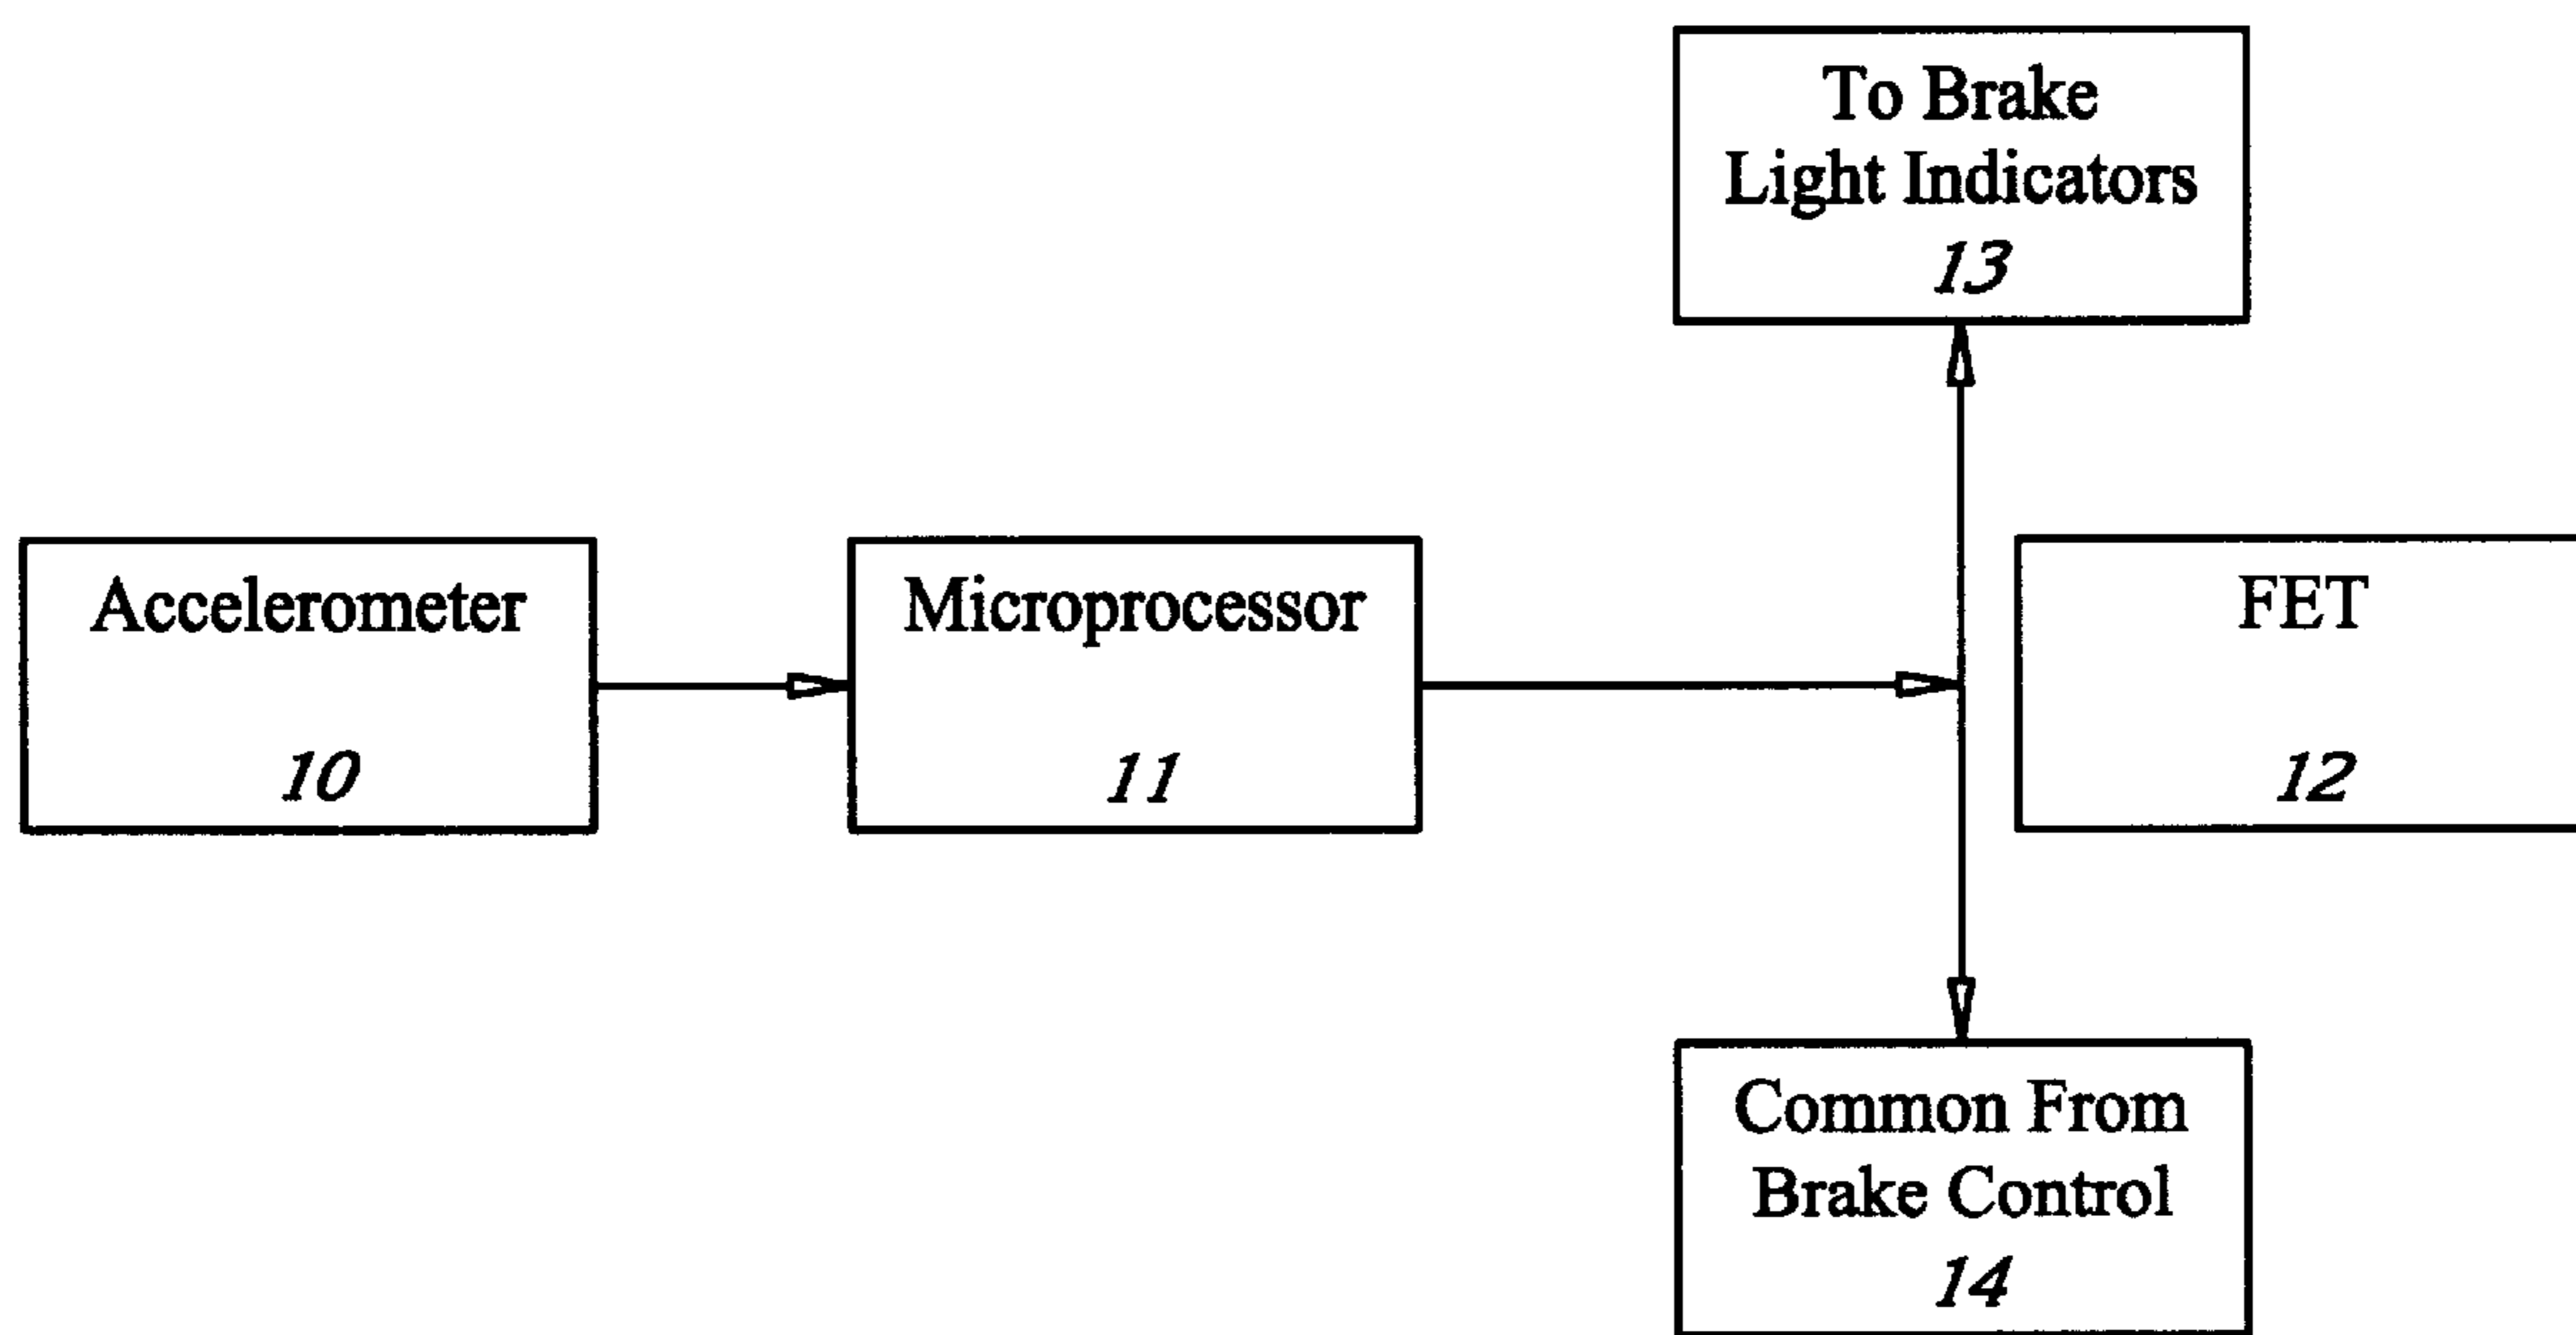 To Brake
Light Indicators
13
Accelerometer
10
Microprocessor
11
FET
12
Common From
Brake Control
14